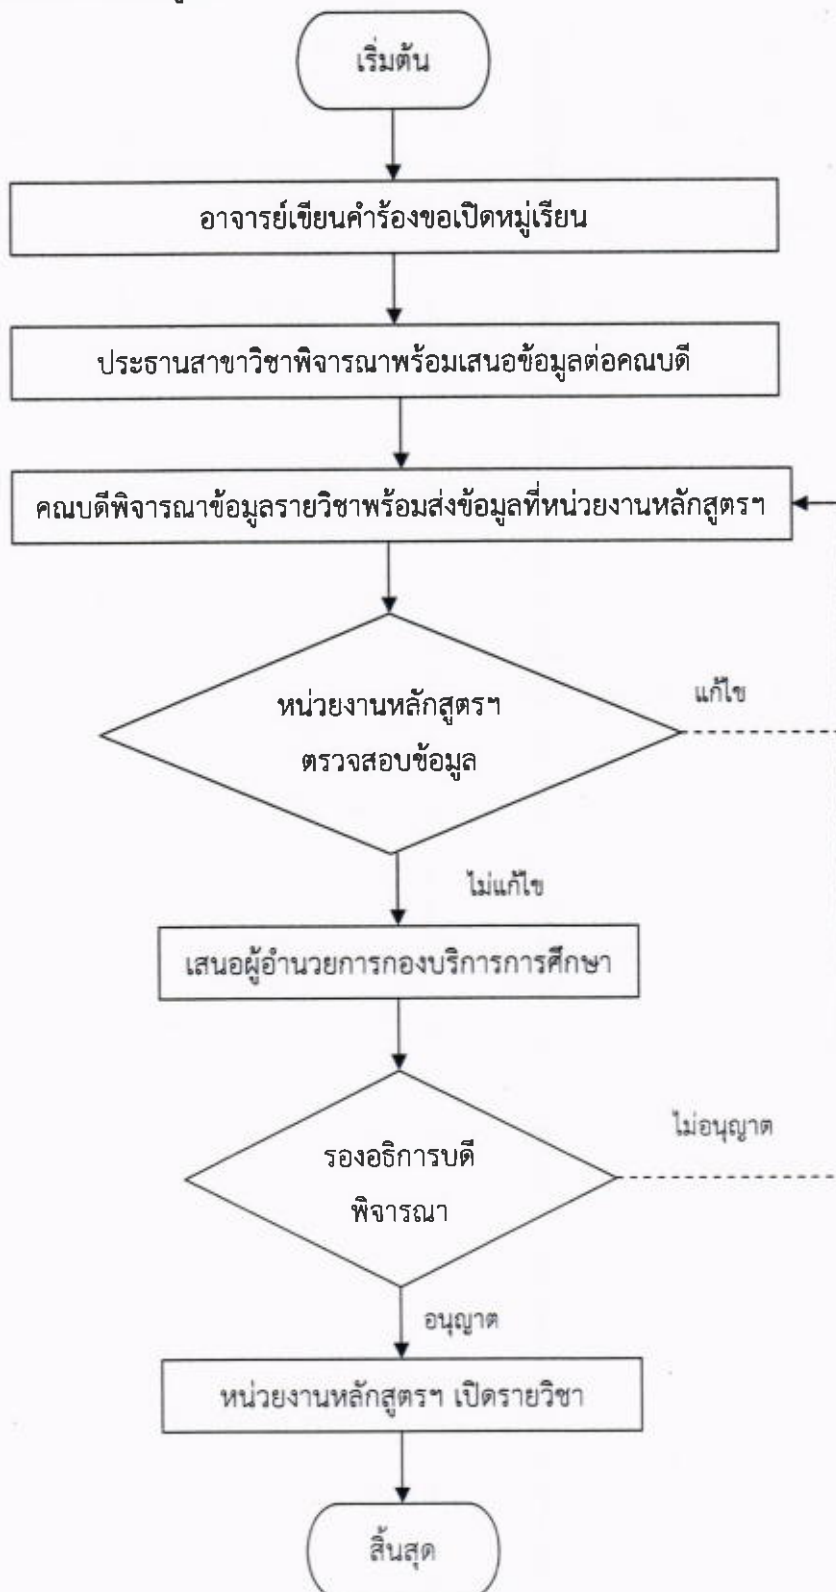 เริ่มต้น
อาจารย์เขียนคำร้องขอเปิดหมู่เรียน
ประธานสาขาวิชาพิจารณาพร้อมเสนอข้อมูลต่อคณบดี
คณบดีพิจารณาข้อมูลรายวิชาพร้อมส่งข้อมูลที่หน่วยงานหลักสูตรฯ
หน่วยงานหลักสูตรฯ
ตรวจสอบข้อมูล
แก้ไข
ไม่แก้ไข
เสนอผู้อำนวยการกองบริการการศึกษา
รองอธิการบดี
พิจารณา
ไม่อนุญาต
อนุญาต
หน่วยงานหลักสูตรฯ เปิดรายวิชา
สิ้นสุด